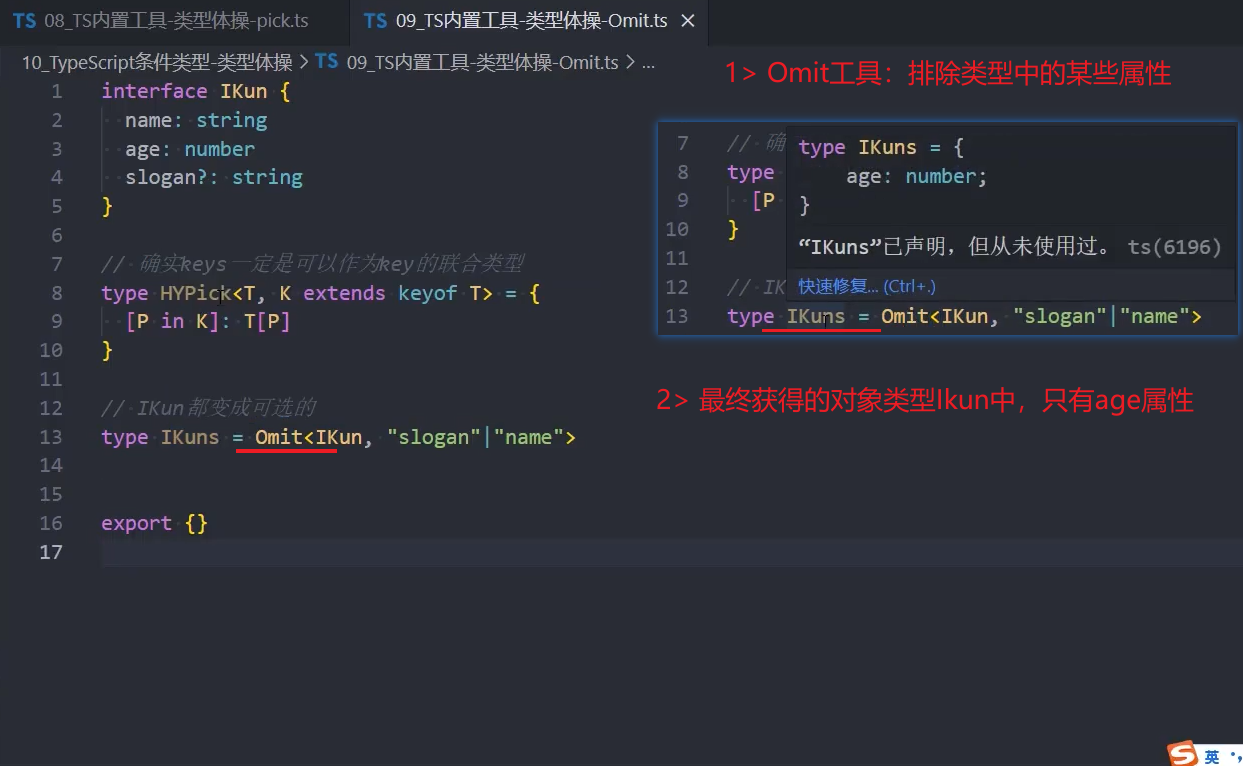 TS 08_TS内置工具-类型体操-pick.ts
TS 09_TS内置工具-类型体操-Omit.ts ×
10_TypeScript条件类型-类型体操 > TS 09_TS内置工具-类型体操-Omit.ts > ...
1 interface IKun {
2 name: string
3 age: number
4 slogan?: string
5 }
6
7 // 确实keys一定是可以作为key的联合类型
8 type HYPick<T, K extends keyof T> = {
9 [P in K]: T[P]
10 }
11
12 // IKun都变成可选的
13 type IKuns = Omit<IKun, "slogan"|"name">
14
15
16 export {}
17
1> Omit工具：排除类型中的某些属性
7 // 确
8 type
9 [P
10 }
11
12 // IK
13 type IKuns = Omit<IKun, "slogan"|"name">
type IKuns = {
age: number;
}
“IKuns”已声明，但从未使用过。 ts(6196)
快速修复... (Ctrl+.)
2> 最终获得的对象类型Ikun中，只有age属性
S 英